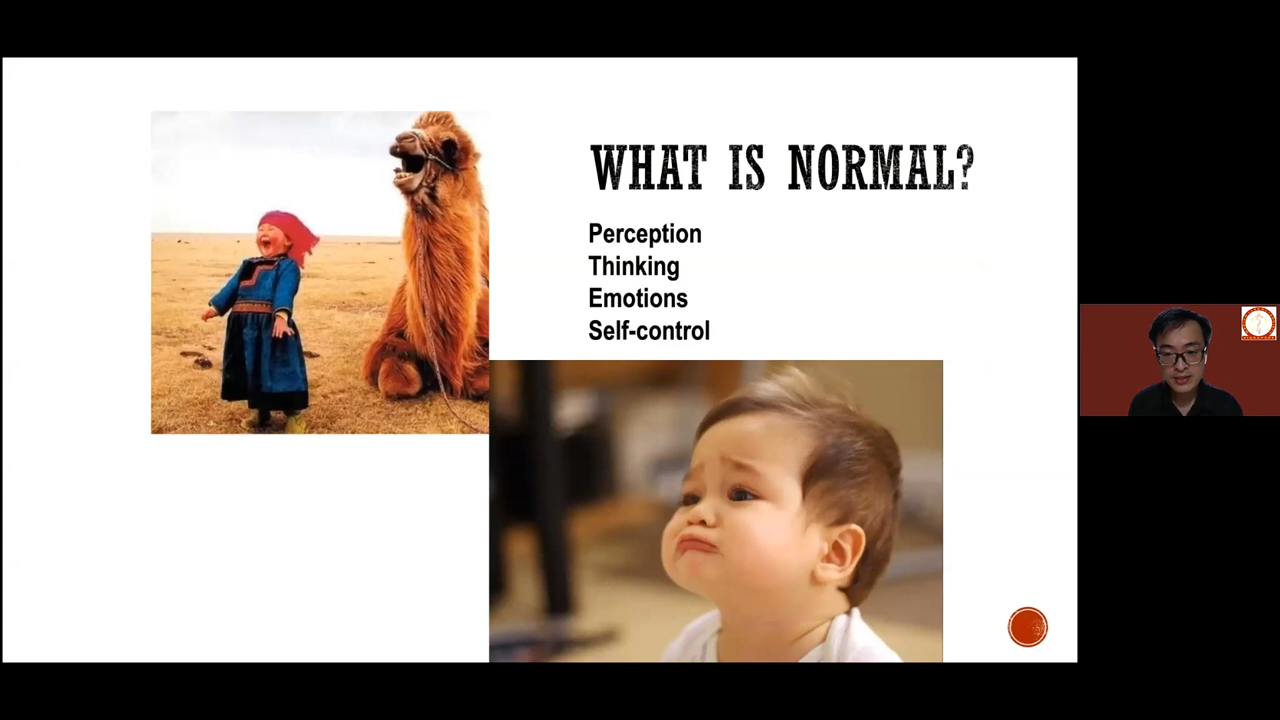 WHAT IS NORMAL?
Perception
Thinking
Emotions
Self-control